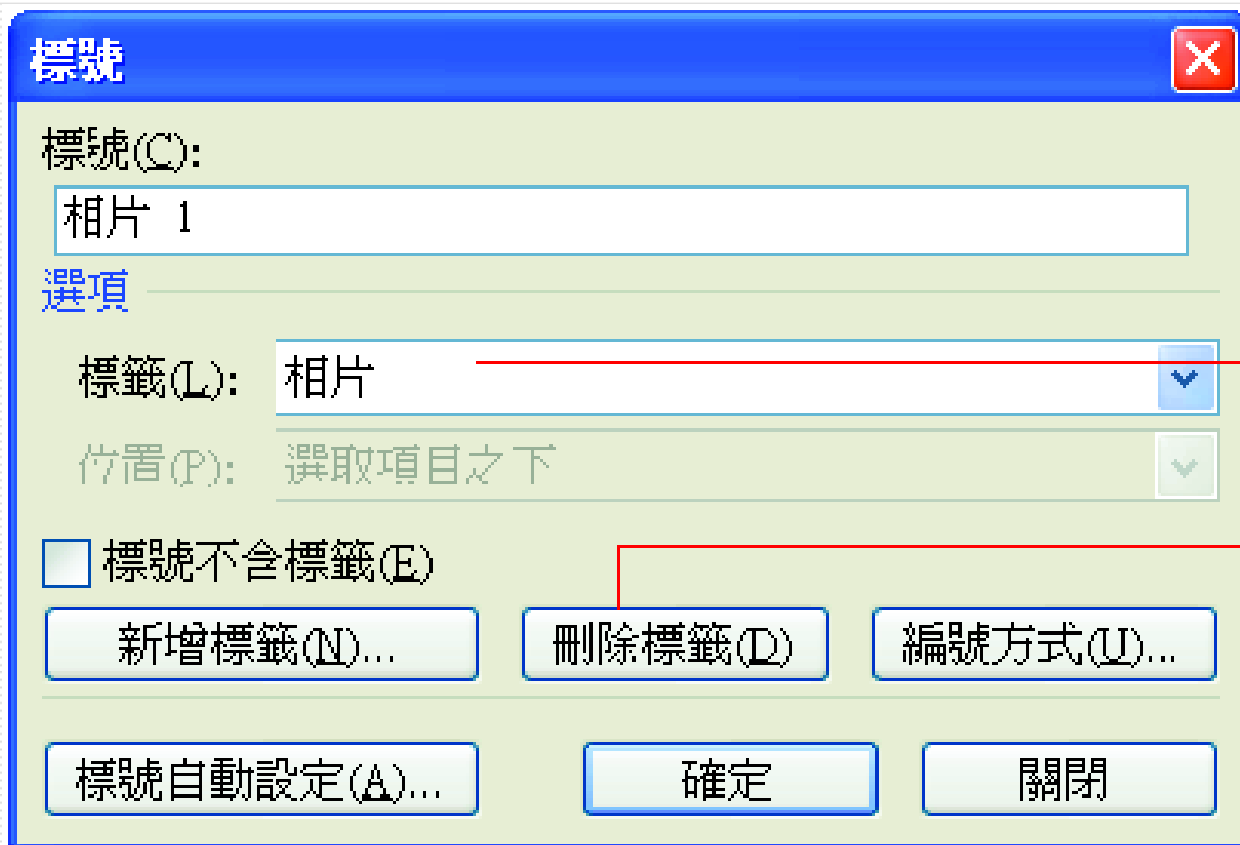 標號
標號(C):
相片 1
選項
標籤(L): 相片
位置(P): 選取項目之下
標號不含標籤(E)
新增標籤(N)... 刪除標籤(D) 編號方式(U)...
標號自動設定(A)... 確定 關閉